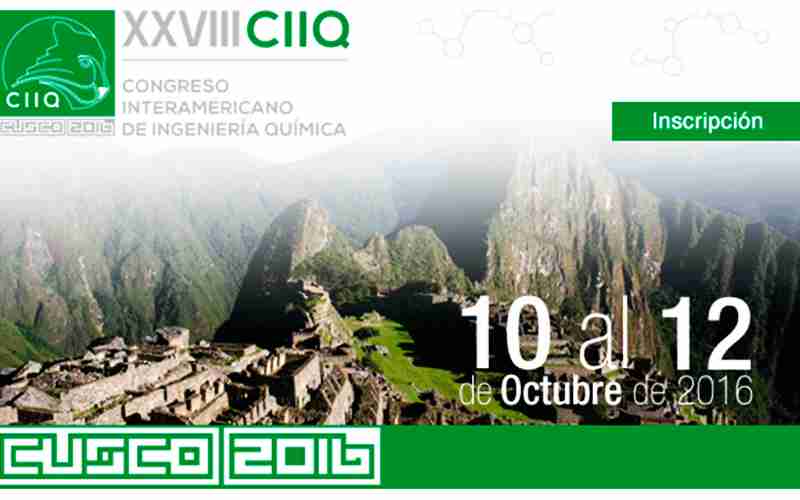 XXVIII CIIQ
CIIQ
CUSCO 2016
CONGRESO
INTERAMERICANO
DE INGENIERÍA QUÍMICA
Inscripción
10 al 12
de Octubre de 2016
CUSCO 2016